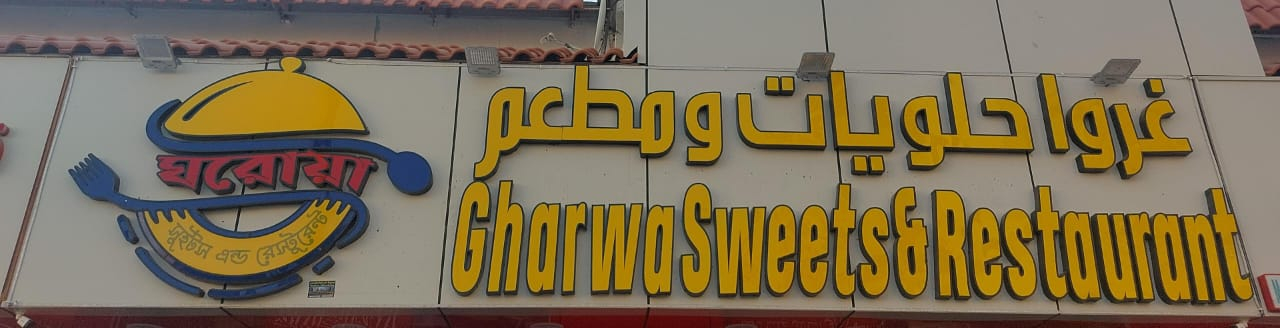 ঘরোয়া
সুইটস এন্ড রেস্টুরেন্ট
غروا حلويات ومطعم
Gharwa Sweets & Restaurant